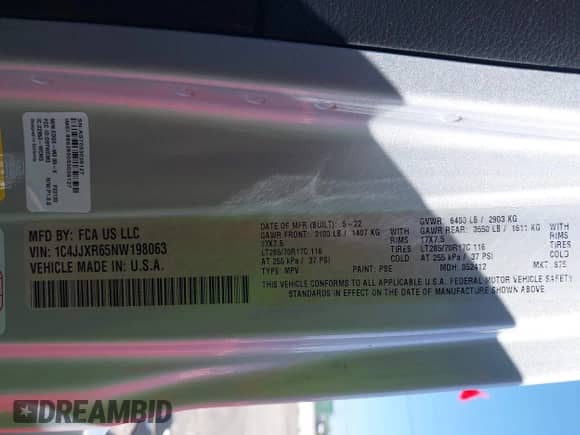 MFD BY: FCA US LLC
VIN: 1C4JJXR65NW198063
VEHICLE MADE IN: U.S.A.
DATE OF MFR (BUILT): 5-22
GVWR: 6400 LB / 2903 KG
GAWR FRONT: 3100 LB / 1407 KG WITH
17X7.5 RIMS
LT285/70R17C 116 TIRES
AT 255 kPa / 37 PSI COLD
GAWR REAR: 3550 LB / 1611 KG WITH
17X7.5 RIMS
LT285/70R17C 116 TIRES
AT 255 kPa / 37 PSI COLD
TYPE: MPV PAINT: PSE MDH: 052412 MKT:
THIS VEHICLE CONFORMS TO ALL APPLICABLE U.S.A. FEDERAL MOTOR VEHICLE SAFETY
STANDARDS IN EFFECT ON THE DATE OF MANUFACTURE SHOWN ABOVE.
DREAMBID